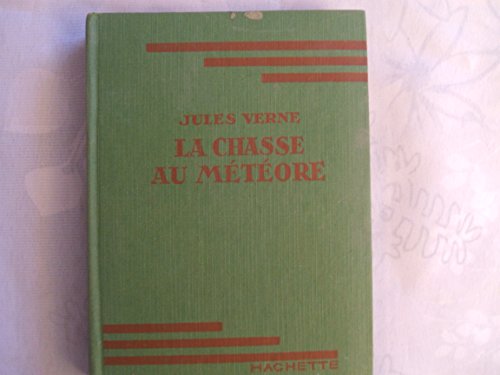 JULES VERNE
LA CHASSE
AU MÉTÉORE
HACHETTE